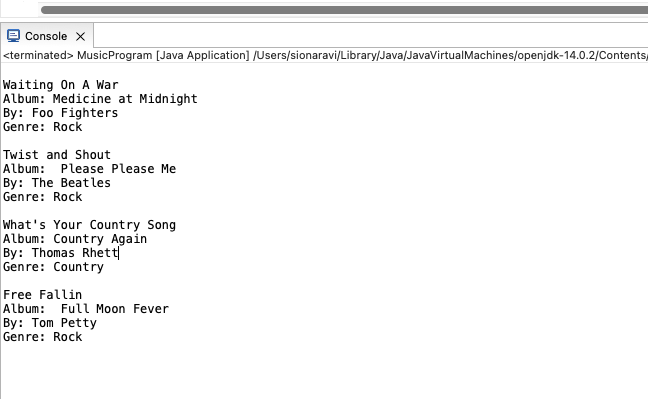 Console
<terminated> MusicProgram [Java Application] /Users/sionaravi/Library/Java/JavaVirtualMachines/openjdk-14.0.2/Contents/
Waiting On A War
Album: Medicine at Midnight
By: Foo Fighters
Genre: Rock
Twist and Shout
Album:  Please Please Me
By: The Beatles
Genre: Rock
What's Your Country Song
Album: Country Again
By: Thomas Rhett
Genre: Country
Free Fallin
Album:  Full Moon Fever
By: Tom Petty
Genre: Rock